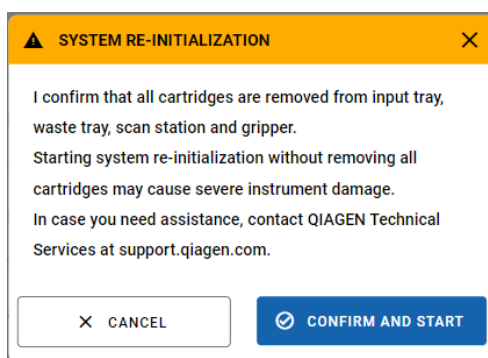 SYSTEM RE-INITIALIZATION
I confirm that all cartridges are removed from input tray,
waste tray, scan station and gripper.
Starting system re-initialization without removing all
cartridges may cause severe instrument damage.
In case you need assistance, contact QIAGEN Technical
Services at support.qiagen.com.
CANCEL
CONFIRM AND START